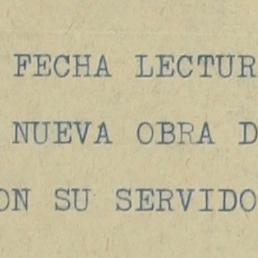 FECHA LECTUR
NUEVA OBRA D
ON SU SERVIDO